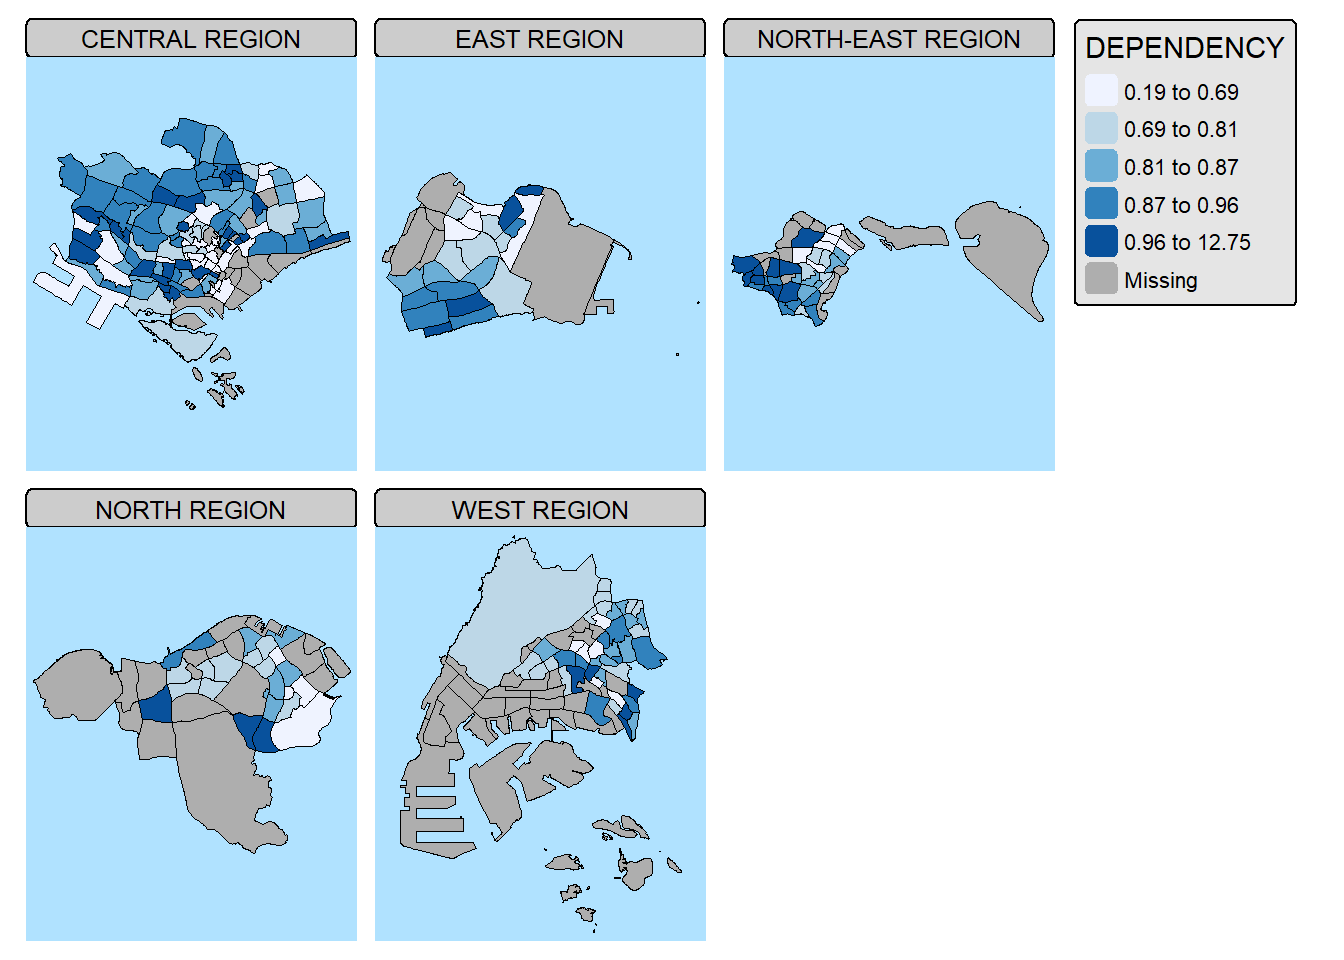 CENTRAL REGION
EAST REGION
NORTH-EAST REGION
DEPENDENCY
0.19 to 0.69
0.69 to 0.81
0.81 to 0.87
0.87 to 0.96
0.96 to 12.75
Missing
NORTH REGION
WEST REGION